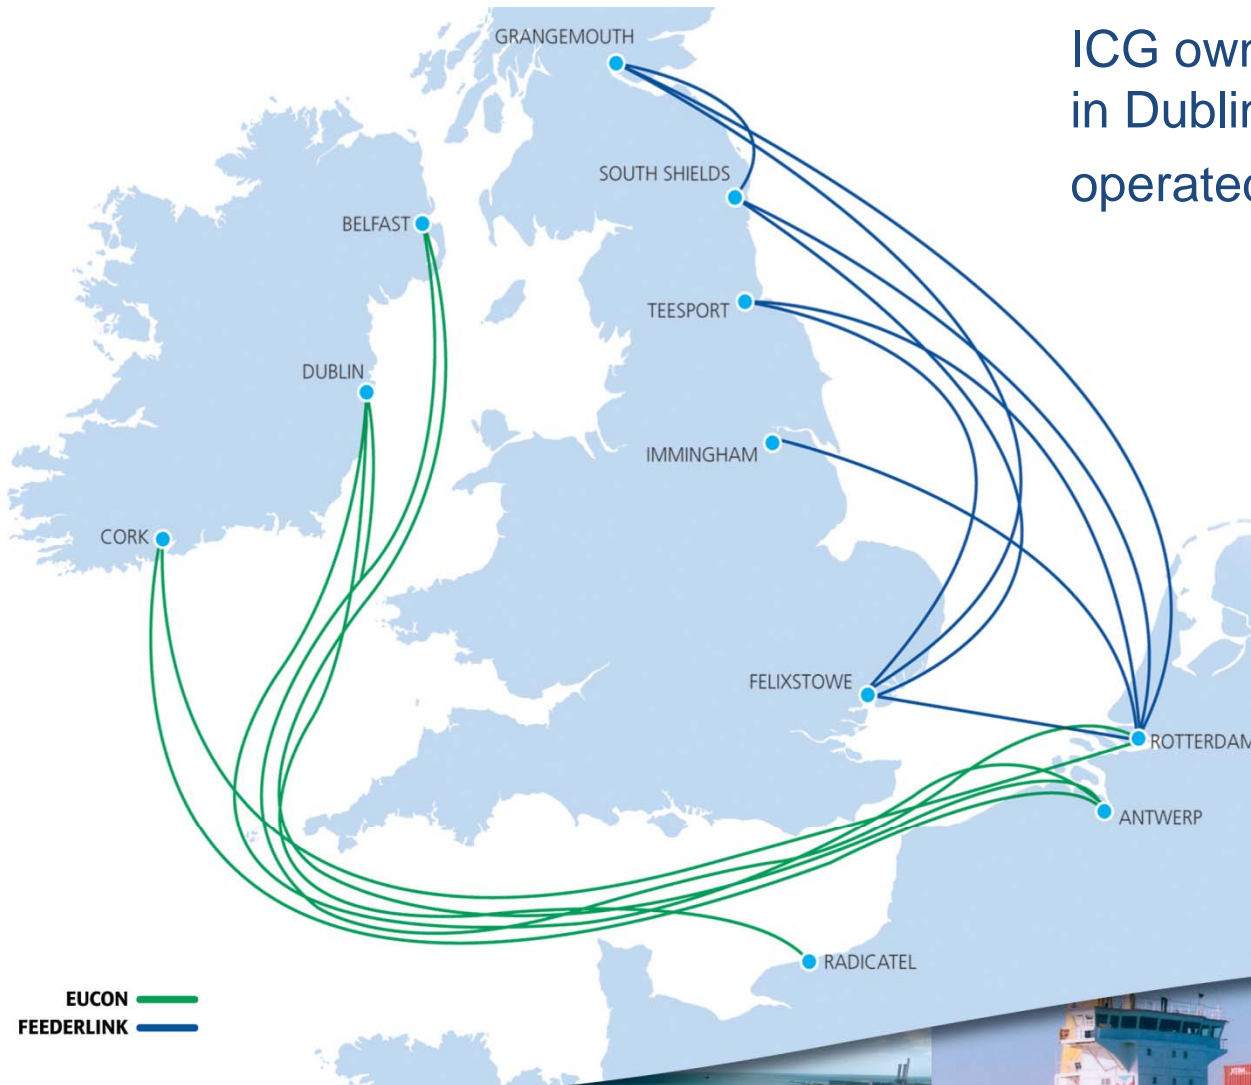 GRANGEMOUTH
ICG own
in Dublin
operated
SOUTH SHIELDS
BELFAST
TEESPORT
DUBLIN
IMMINGHAM
CORK
FELIXSTOWE
ROTTERDAM
ANTWERP
RADICATEL
EUCON
FEEDERLINK